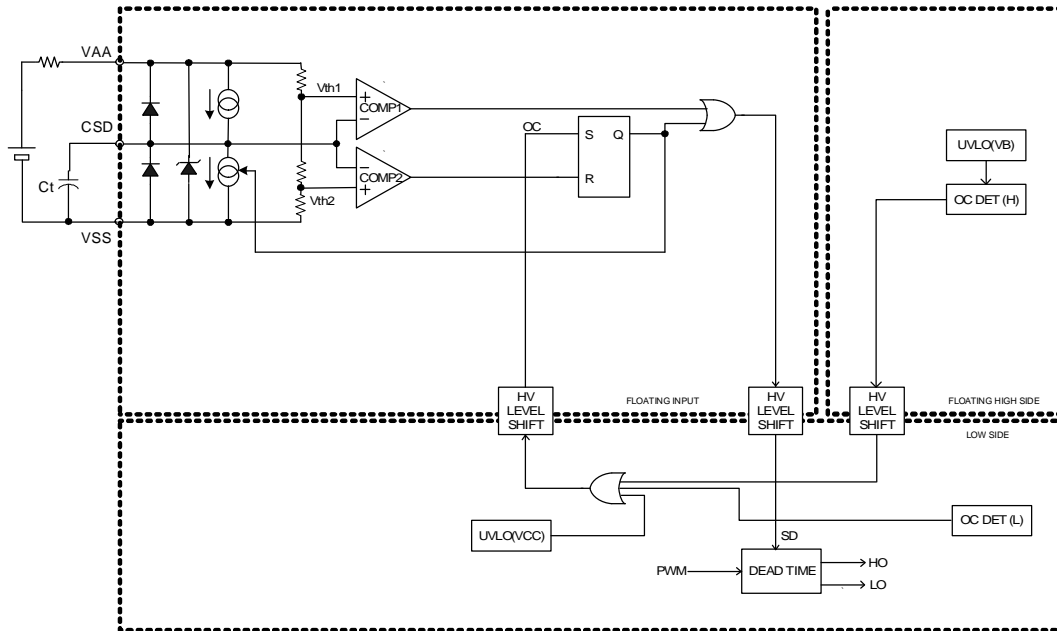 VAA
Vth1
+
COMP1
−
OC
S
Q
CSD
UVLO(VB)
Ct
−
COMP2
+
R
OC DET (H)
Vth2
VSS
HV
LEVEL
SHIFT
FLOATING INPUT
HV
LEVEL
SHIFT
HV
LEVEL
SHIFT
FLOATING HIGH SIDE
LOW SIDE
UVLO(VCC)
OC DET (L)
SD
PWM
DEAD TIME
HO
LO